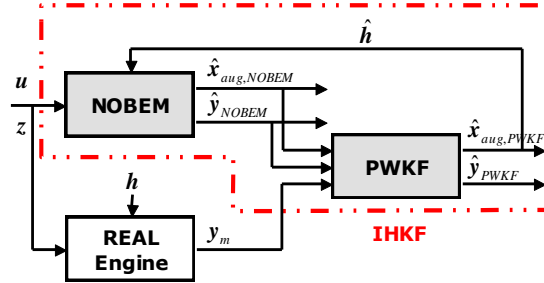 ĥ
x̂aug,NOBEM
u
NOBEM
ŷNOBEM
z
x̂aug,PWKF
PWKF
ŷPWKF
h
IHKF
REAL
Engine
ym